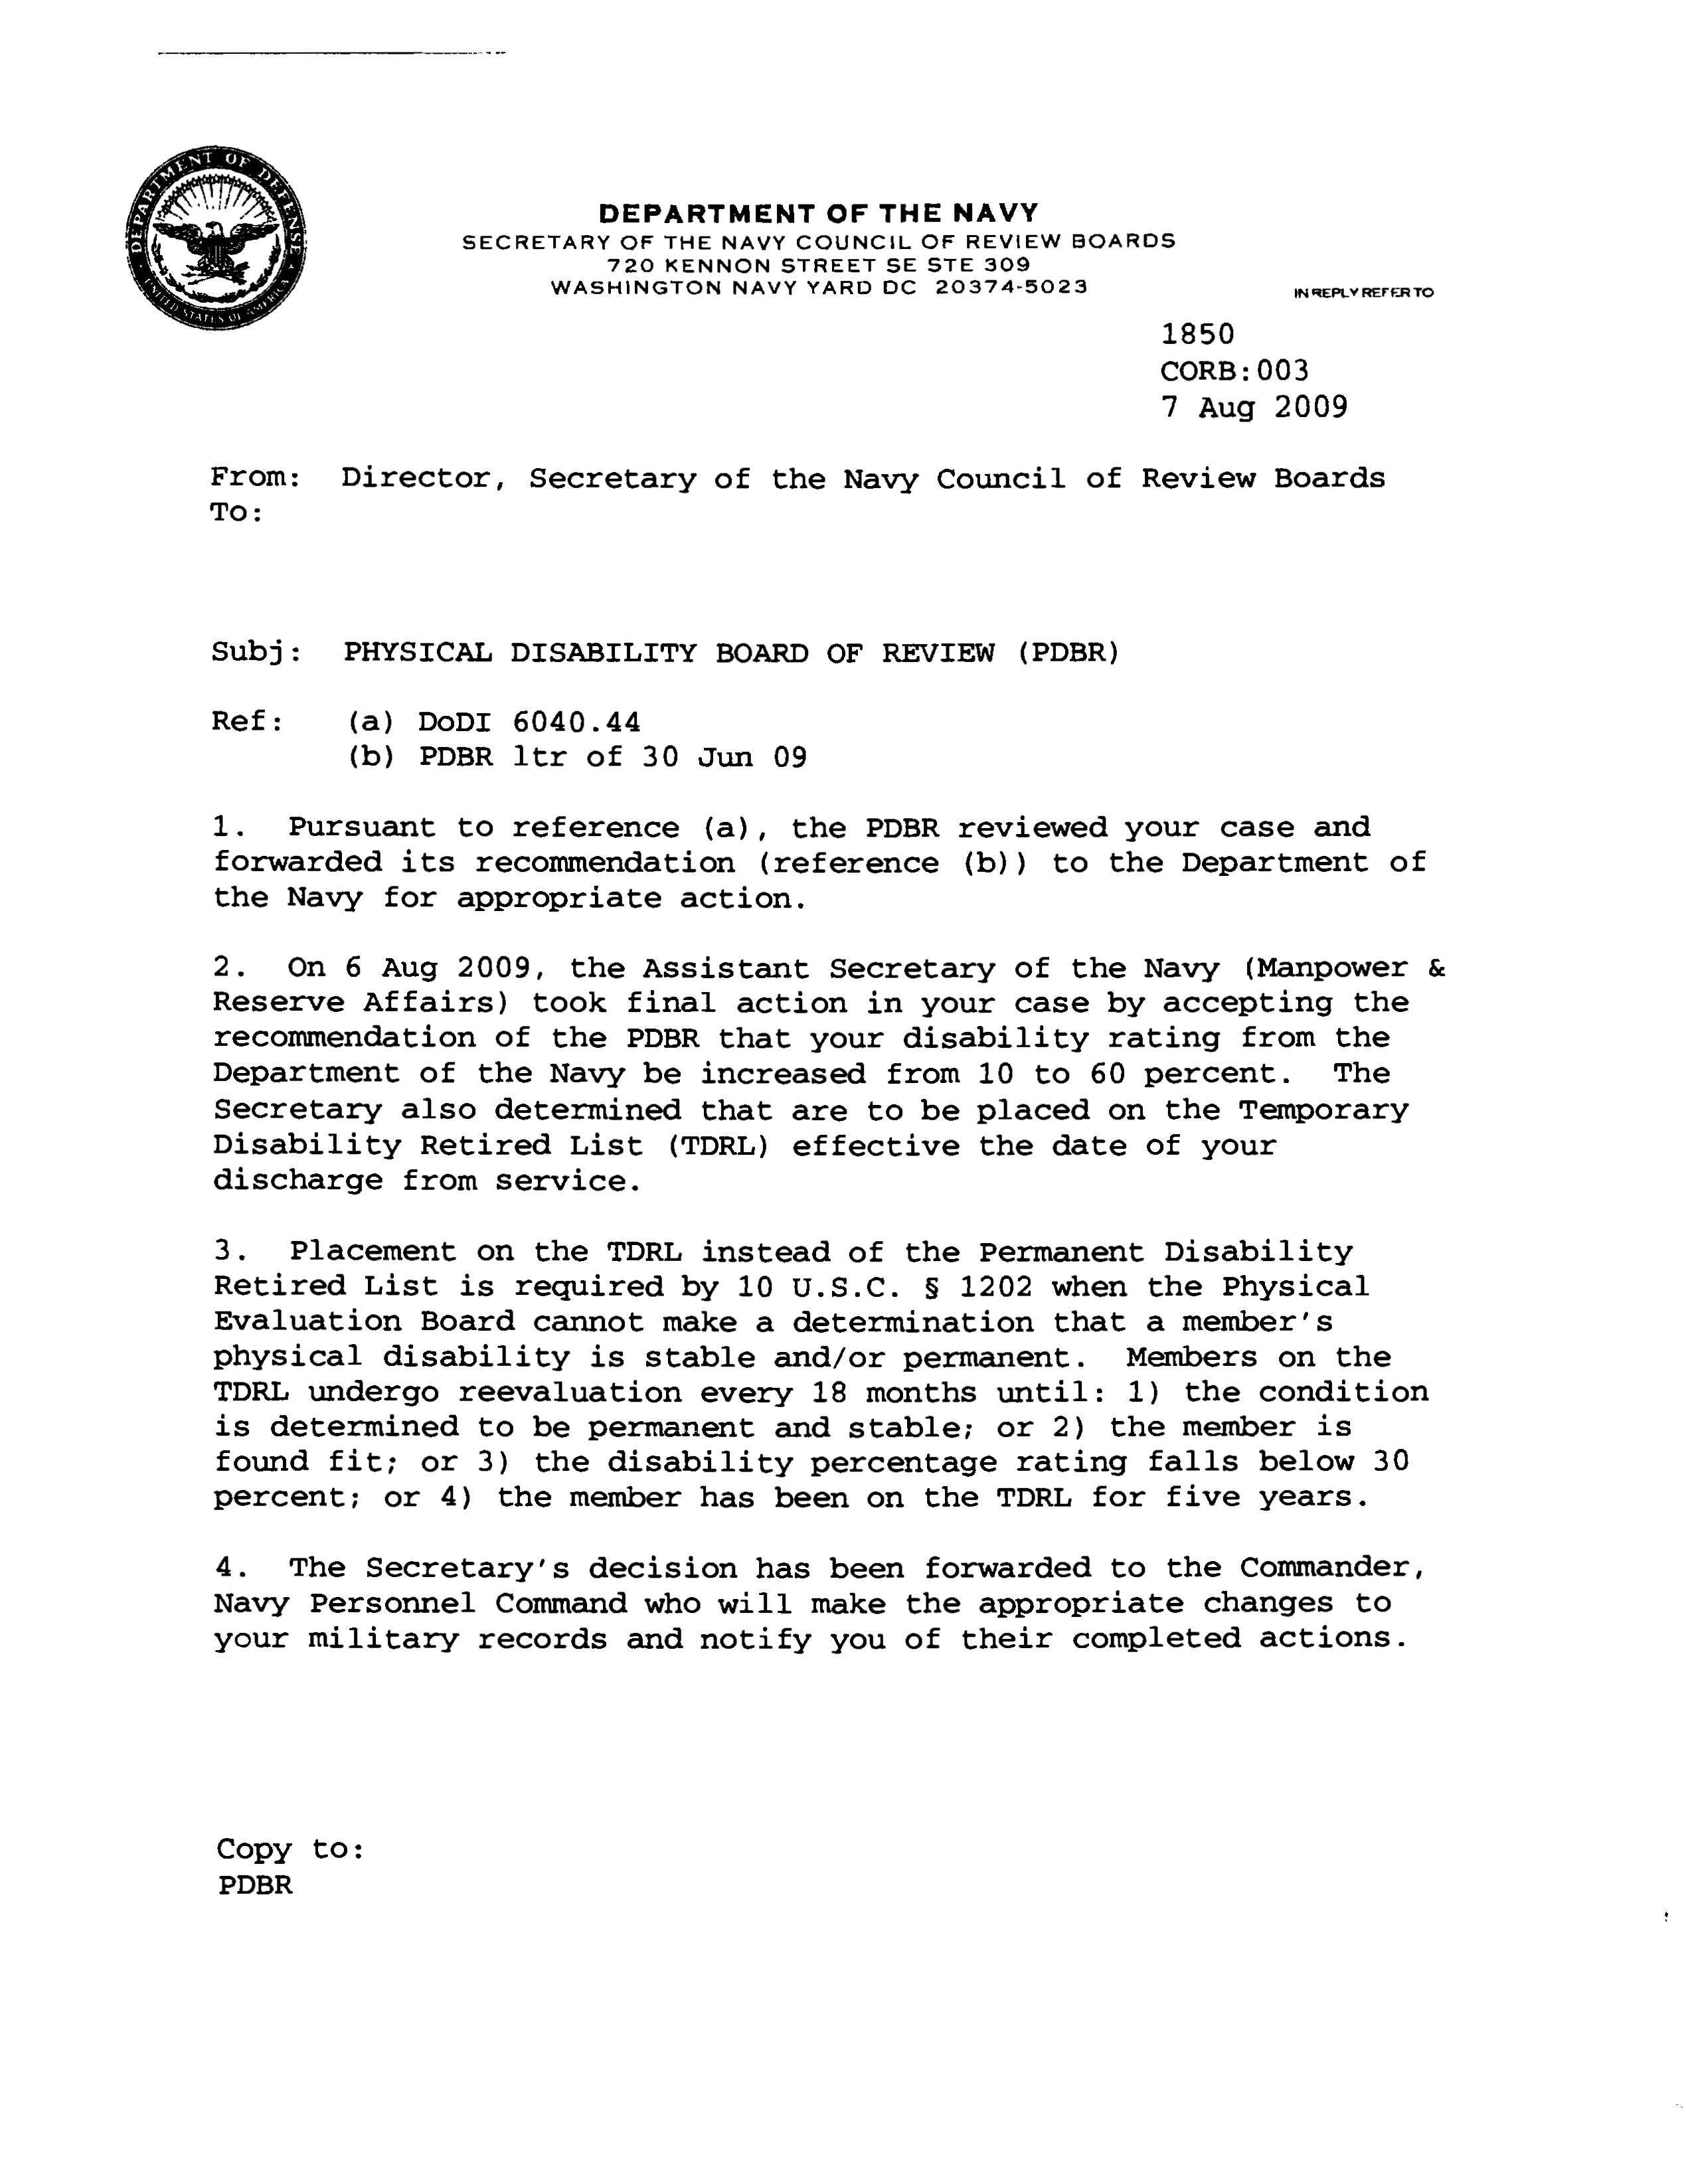 DEPARTMENT OF DEFENSE
UNITED STATES OF AMERICA
DEPARTMENT OF THE NAVY
SECRETARY OF THE NAVY COUNCIL OF REVIEW BOARDS
720 KENNON STREET SE STE 309
WASHINGTON NAVY YARD DC 20374-5023
IN REPLY REFER TO
1850
CORB:003
7 Aug 2009
From: Director, Secretary of the Navy Council of Review Boards
To:
Subj: PHYSICAL DISABILITY BOARD OF REVIEW (PDBR)
Ref: (a) DoDI 6040.44
(b) PDBR ltr of 30 Jun 09
1. Pursuant to reference (a), the PDBR reviewed your case and
forwarded its recommendation (reference (b)) to the Department of
the Navy for appropriate action.
2. On 6 Aug 2009, the Assistant Secretary of the Navy (Manpower &
Reserve Affairs) took final action in your case by accepting the
recommendation of the PDBR that your disability rating from the
Department of the Navy be increased from 10 to 60 percent. The
Secretary also determined that are to be placed on the Temporary
Disability Retired List (TDRL) effective the date of your
discharge from service.
3. Placement on the TDRL instead of the Permanent Disability
Retired List is required by 10 U.S.C. § 1202 when the Physical
Evaluation Board cannot make a determination that a member's
physical disability is stable and/or permanent. Members on the
TDRL undergo reevaluation every 18 months until: 1) the condition
is determined to be permanent and stable; or 2) the member is
found fit; or 3) the disability percentage rating falls below 30
percent; or 4) the member has been on the TDRL for five years.
4. The Secretary's decision has been forwarded to the Commander,
Navy Personnel Command who will make the appropriate changes to
your military records and notify you of their completed actions.
Copy to:
PDBR